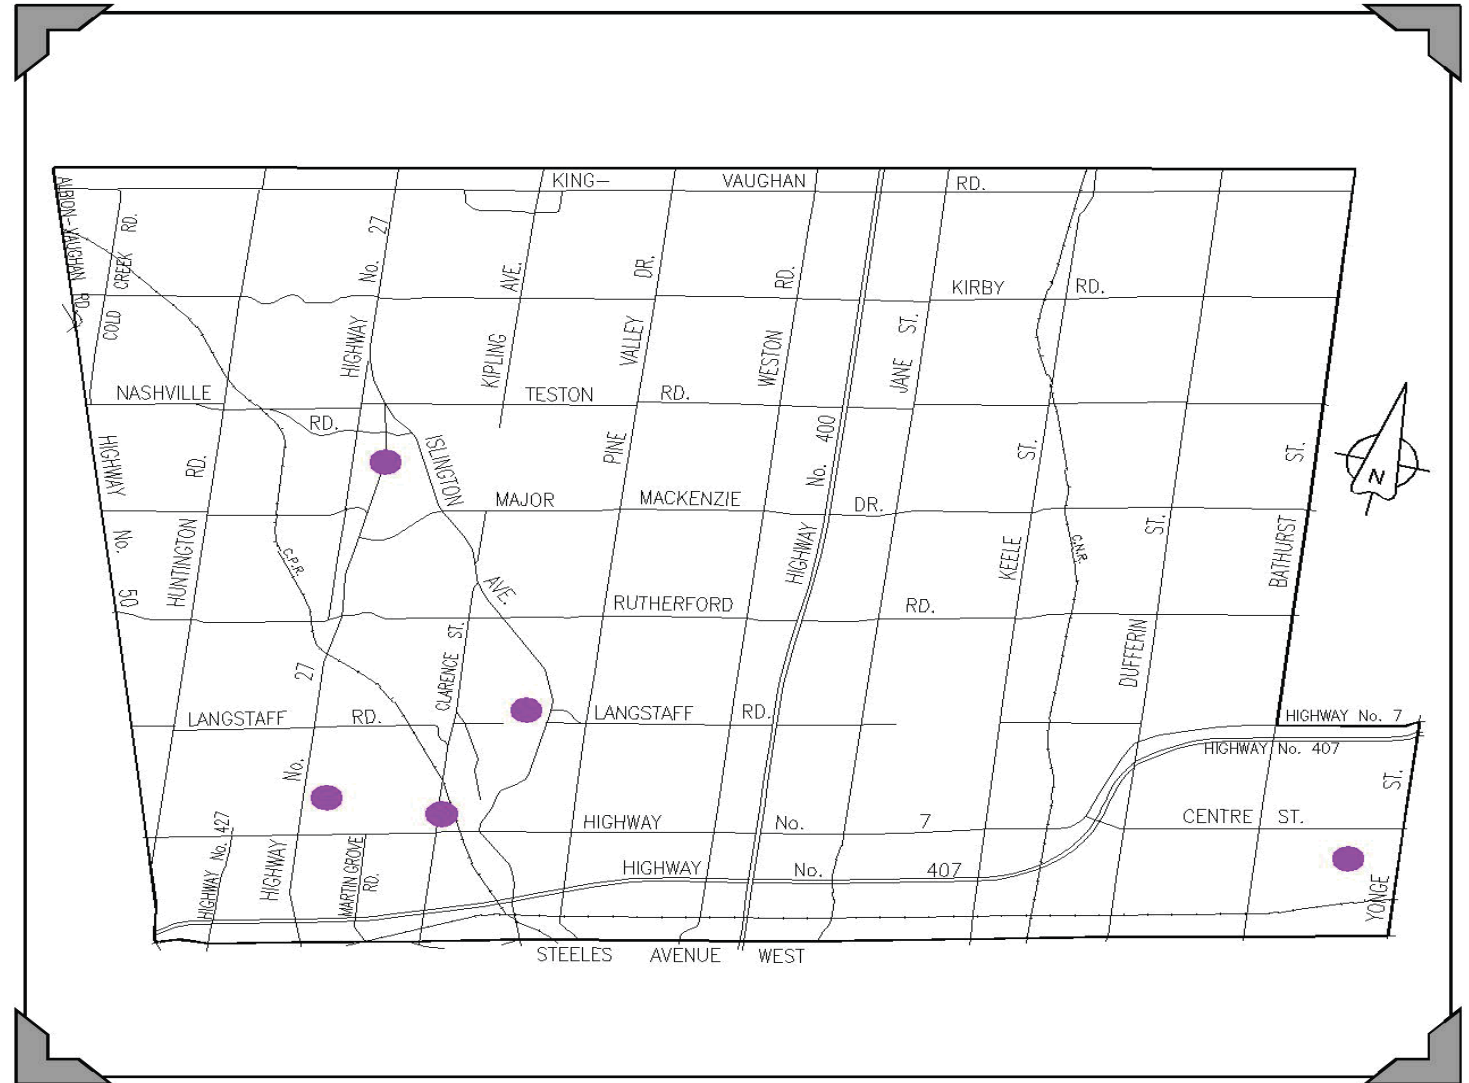 KING— VAUGHAN RD.
ALBION-VAUGHAN RD.
COLD CREEK RD.
HIGHWAY No. 27
KIPLING AVE.
PINE VALLEY DR.
WESTON RD.
JANE ST.
KIRBY RD.
NASHVILLE RD.
TESTON RD.
HIGHWAY No. 50
HUNTINGTON RD.
ISLINGTON AVE.
MAJOR MACKENZIE DR.
HIGHWAY No. 400
KEELE ST.
C.N.R.
DUFFERIN ST.
BATHURST ST.
N
C.P.R.
RUTHERFORD RD.
CLARENCE ST.
LANGSTAFF RD.
LANGSTAFF RD.
HIGHWAY No. 27
HIGHWAY No. 7
HIGHWAY No. 407
HIGHWAY No. 427
MARTIN GROVE RD.
HIGHWAY No. 7
CENTRE ST.
HIGHWAY No. 407
YONGE ST.
STEELES AVENUE WEST